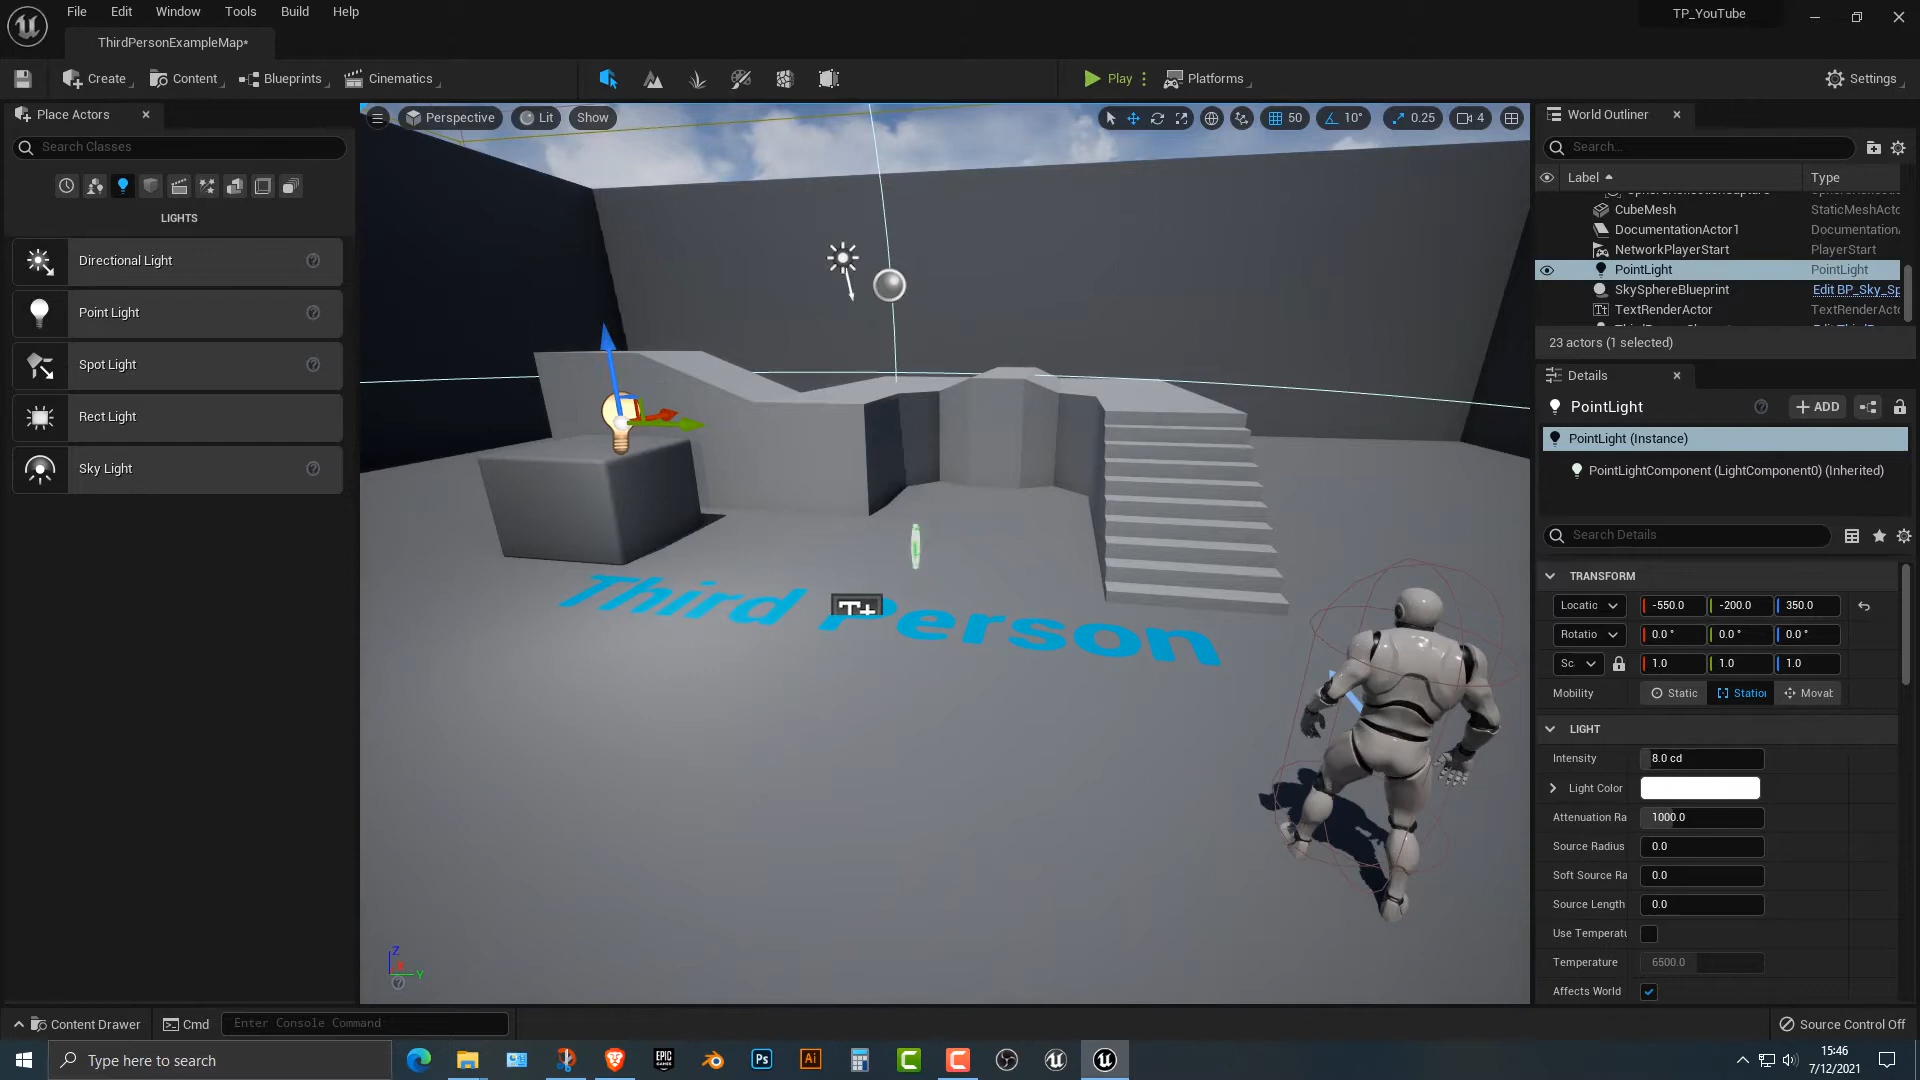 File Edit Window Tools Build Help
TP_YouTube
ThirdPersonExampleMap*
Create Content Blueprints Cinematics Play Platforms Settings
Place Actors
Search Classes
LIGHTS
Directional Light
Point Light
Spot Light
Rect Light
Sky Light
Perspective Lit Show
50 10° 0.25 4
Third Person
Z
Y
World Outliner
Search...
Label Type
CubeMesh StaticMeshActo
DocumentationActor1 Documentation
NetworkPlayerStart PlayerStart
PointLight PointLight
SkySphereBlueprint Edit BP_Sky_Sp
TextRenderActor TextRenderActo
23 actors (1 selected)
Details
PointLight ADD
PointLight (Instance)
PointLightComponent (LightComponent0) (Inherited)
Search Details
TRANSFORM
Locatic -550.0 -200.0 350.0
Rotatio 0.0 ° 0.0 ° 0.0 °
Sc 1.0 1.0 1.0
Mobility Static Station Movab
LIGHT
Intensity 8.0 cd
Light Color
Attenuation Ra 1000.0
Source Radius 0.0
Soft Source Ra 0.0
Source Length 0.0
Use Temperatu
Temperature 6500.0
Affects World
Content Drawer Cmd Enter Console Command Source Control Off
Type here to search
EPIC GAMES
Ps
Ai
15:46
7/12/2021